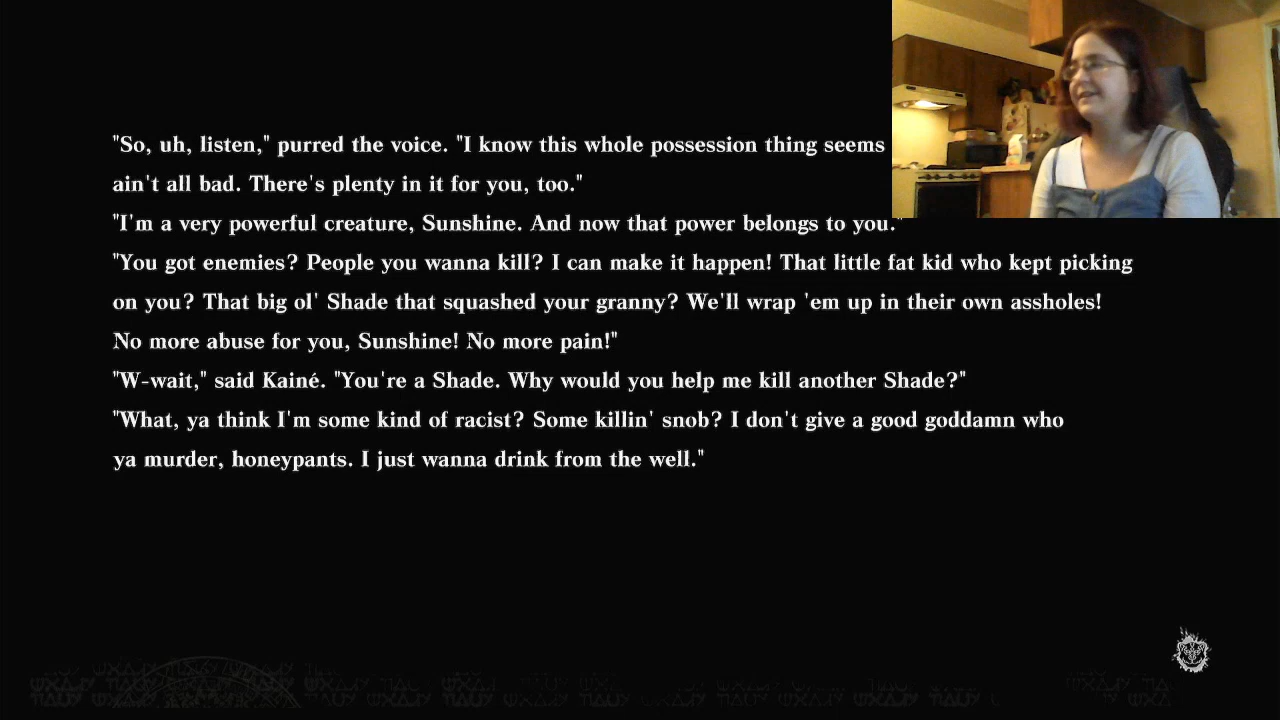 "So, uh, listen," purred the voice. "I know this whole possession thing seems
ain't all bad. There's plenty in it for you, too."
"I'm a very powerful creature, Sunshine. And now that power belongs to you."
"You got enemies? People you wanna kill? I can make it happen! That little fat kid who kept picking
on you? That big ol' Shade that squashed your granny? We'll wrap 'em up in their own assholes!
No more abuse for you, Sunshine! No more pain!"
"W-wait," said Kainé. "You're a Shade. Why would you help me kill another Shade?"
"What, ya think I'm some kind of racist? Some killin' snob? I don't give a good goddamn who
ya murder, honeypants. I just wanna drink from the well."